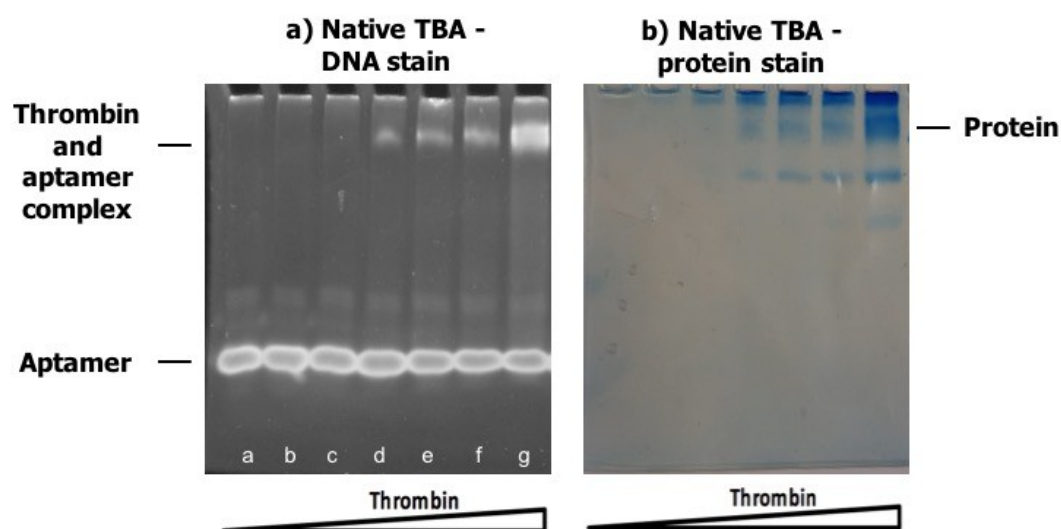 a) Native TBA -
DNA stain
b) Native TBA -
protein stain
Thrombin
and
aptamer
complex
Protein
Aptamer
a b c d e f g
Thrombin
Thrombin